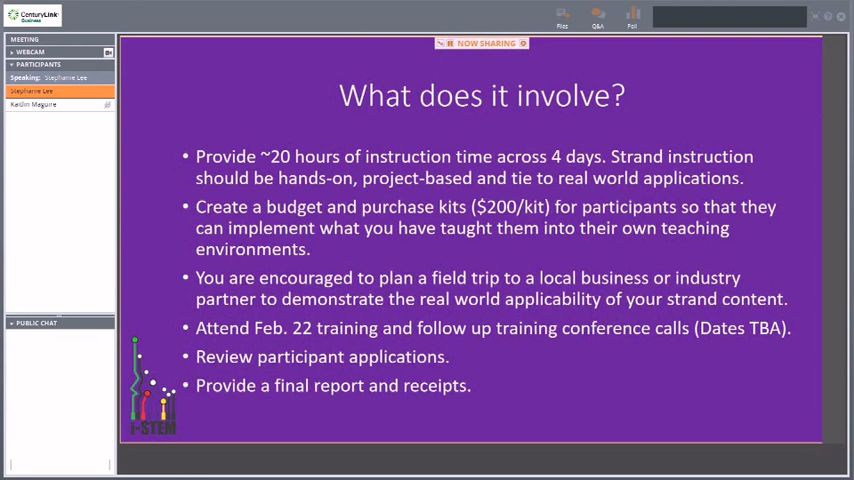 CenturyLink
Business
Files
Q&A
Poll
MEETING
WEBCAM
PARTICIPANTS
Speaking: Stephanie Lee
Stephanie Lee
Kaitlin Maguire
PUBLIC CHAT
NOW SHARING
What does it involve?
• Provide ~20 hours of instruction time across 4 days. Strand instruction
should be hands-on, project-based and tie to real world applications.
• Create a budget and purchase kits ($200/kit) for participants so that they
can implement what you have taught them into their own teaching
environments.
• You are encouraged to plan a field trip to a local business or industry
partner to demonstrate the real world applicability of your strand content.
• Attend Feb. 22 training and follow up training conference calls (Dates TBA).
• Review participant applications.
• Provide a final report and receipts.
i-STEM